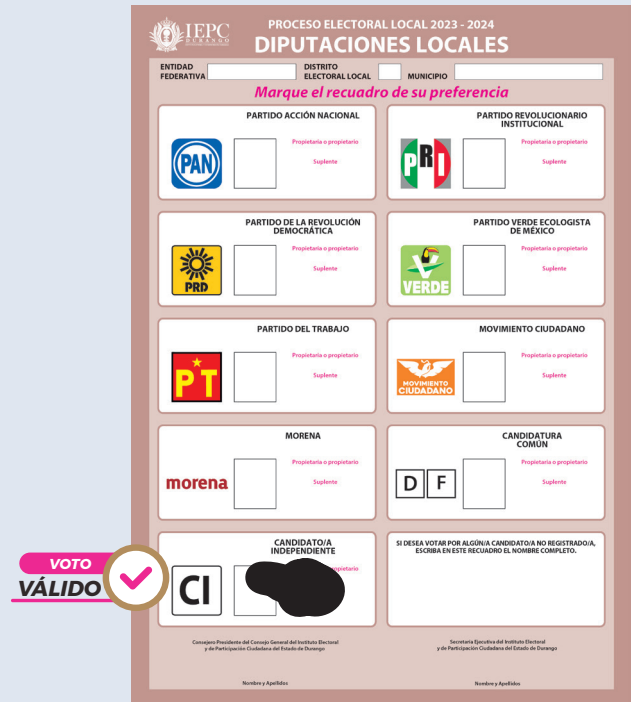 IEPC
DURANGO
PROCESO ELECTORAL LOCAL 2023 - 2024
DIPUTACIONES LOCALES
ENTIDAD
FEDERATIVA
DISTRITO
ELECTORAL LOCAL
MUNICIPIO
Marque el recuadro de su preferencia
PARTIDO ACCIÓN NACIONAL
PAN
Propietaria o propietario
Suplente
PARTIDO REVOLUCIONARIO
INSTITUCIONAL
PRI
Propietaria o propietario
Suplente
PARTIDO DE LA REVOLUCIÓN
DEMOCRÁTICA
PRD
Propietaria o propietario
Suplente
PARTIDO VERDE ECOLOGISTA
DE MÉXICO
VERDE
Propietaria o propietario
Suplente
PARTIDO DEL TRABAJO
PT
Propietaria o propietario
Suplente
MOVIMIENTO CIUDADANO
MOVIMIENTO
CIUDADANO
Propietaria o propietario
Suplente
MORENA
morena
Propietaria o propietario
Suplente
CANDIDATURA
COMÚN
D F
Propietaria o propietario
Suplente
VOTO
VÁLIDO
CANDIDATO/A
INDEPENDIENTE
CI
SI DESEA VOTAR POR ALGÚN/A CANDIDATO/A NO REGISTRADO/A,
ESCRIBA EN ESTE RECUADRO EL NOMBRE COMPLETO.
Consejero Presidente del Consejo General del Instituto Electoral
y de Participación Ciudadana del Estado de Durango
Nombre y Apellidos
Secretaria Ejecutiva del Instituto Electoral
y de Participación Ciudadana del Estado de Durango
Nombre y Apellidos